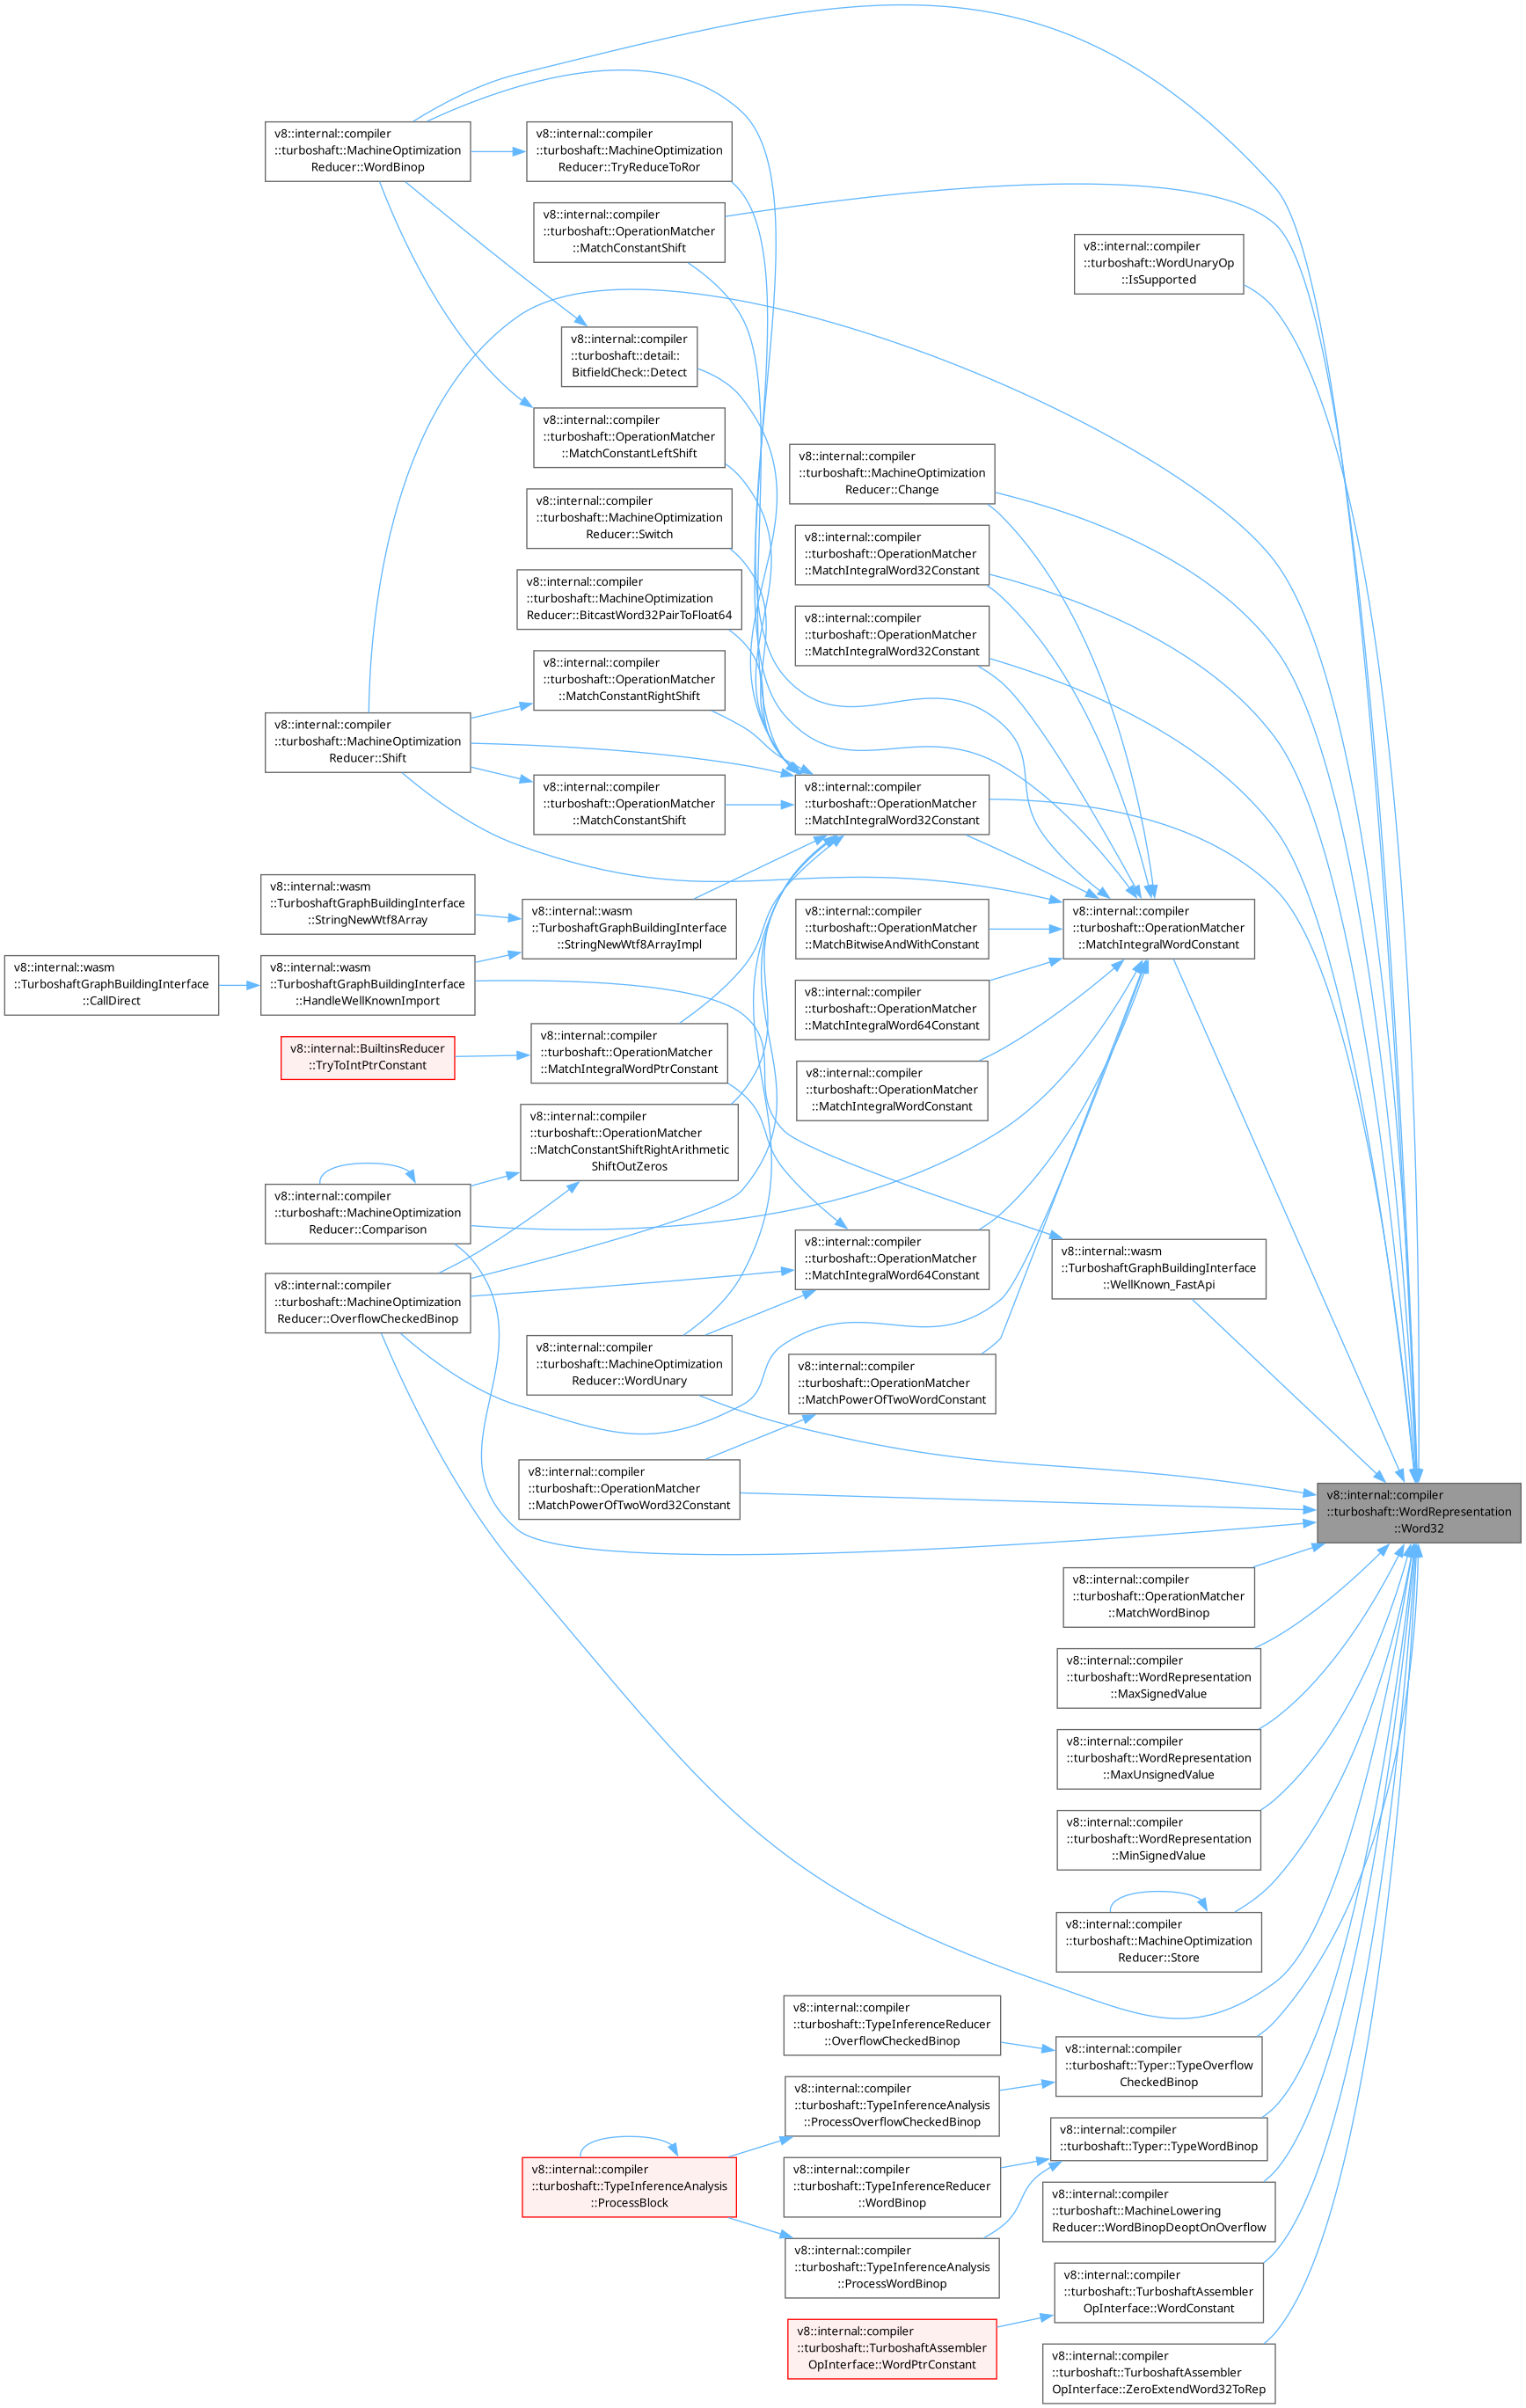 v8::internal::compiler
::turboshaft::MachineOptimization
Reducer::WordBinop
v8::internal::compiler
::turboshaft::MachineOptimization
Reducer::TryReduceToRor
v8::internal::compiler
::turboshaft::OperationMatcher
::MatchConstantShift
v8::internal::compiler
::turboshaft::WordUnaryOp
::IsSupported
v8::internal::compiler
::turboshaft::detail::
BitfieldCheck::Detect
v8::internal::compiler
::turboshaft::OperationMatcher
::MatchConstantLeftShift
v8::internal::compiler
::turboshaft::MachineOptimization
Reducer::Change
v8::internal::compiler
::turboshaft::MachineOptimization
Reducer::Switch
v8::internal::compiler
::turboshaft::OperationMatcher
::MatchIntegralWord32Constant
v8::internal::compiler
::turboshaft::MachineOptimization
Reducer::BitcastWord32PairToFloat64
v8::internal::compiler
::turboshaft::OperationMatcher
::MatchIntegralWord32Constant
v8::internal::compiler
::turboshaft::OperationMatcher
::MatchConstantRightShift
v8::internal::compiler
::turboshaft::MachineOptimization
Reducer::Shift
v8::internal::compiler
::turboshaft::OperationMatcher
::MatchConstantShift
v8::internal::compiler
::turboshaft::OperationMatcher
::MatchIntegralWord32Constant
v8::internal::wasm
::TurboshaftGraphBuildingInterface
::StringNewWtf8Array
v8::internal::wasm
::TurboshaftGraphBuildingInterface
::StringNewWtf8ArrayImpl
v8::internal::compiler
::turboshaft::OperationMatcher
::MatchBitwiseAndWithConstant
v8::internal::compiler
::turboshaft::OperationMatcher
::MatchIntegralWordConstant
v8::internal::wasm
::TurboshaftGraphBuildingInterface
::CallDirect
v8::internal::wasm
::TurboshaftGraphBuildingInterface
::HandleWellKnownImport
v8::internal::compiler
::turboshaft::OperationMatcher
::MatchIntegralWord64Constant
v8::internal::BuiltinsReducer
::TryToIntPtrConstant
v8::internal::compiler
::turboshaft::OperationMatcher
::MatchIntegralWordPtrConstant
v8::internal::compiler
::turboshaft::OperationMatcher
::MatchIntegralWordConstant
v8::internal::compiler
::turboshaft::OperationMatcher
::MatchConstantShiftRightArithmetic
ShiftOutZeros
v8::internal::compiler
::turboshaft::MachineOptimization
Reducer::Comparison
v8::internal::compiler
::turboshaft::OperationMatcher
::MatchIntegralWord64Constant
v8::internal::wasm
::TurboshaftGraphBuildingInterface
::WellKnown_FastApi
v8::internal::compiler
::turboshaft::MachineOptimization
Reducer::OverflowCheckedBinop
v8::internal::compiler
::turboshaft::MachineOptimization
Reducer::WordUnary
v8::internal::compiler
::turboshaft::OperationMatcher
::MatchPowerOfTwoWordConstant
v8::internal::compiler
::turboshaft::OperationMatcher
::MatchPowerOfTwoWord32Constant
v8::internal::compiler
::turboshaft::WordRepresentation
::Word32
v8::internal::compiler
::turboshaft::OperationMatcher
::MatchWordBinop
v8::internal::compiler
::turboshaft::WordRepresentation
::MaxSignedValue
v8::internal::compiler
::turboshaft::WordRepresentation
::MaxUnsignedValue
v8::internal::compiler
::turboshaft::WordRepresentation
::MinSignedValue
v8::internal::compiler
::turboshaft::MachineOptimization
Reducer::Store
v8::internal::compiler
::turboshaft::TypeInferenceReducer
::OverflowCheckedBinop
v8::internal::compiler
::turboshaft::Typer::TypeOverflow
CheckedBinop
v8::internal::compiler
::turboshaft::TypeInferenceAnalysis
::ProcessOverflowCheckedBinop
v8::internal::compiler
::turboshaft::Typer::TypeWordBinop
v8::internal::compiler
::turboshaft::TypeInferenceAnalysis
::ProcessBlock
v8::internal::compiler
::turboshaft::TypeInferenceReducer
::WordBinop
v8::internal::compiler
::turboshaft::MachineLowering
Reducer::WordBinopDeoptOnOverflow
v8::internal::compiler
::turboshaft::TypeInferenceAnalysis
::ProcessWordBinop
v8::internal::compiler
::turboshaft::TurboshaftAssembler
OpInterface::WordConstant
v8::internal::compiler
::turboshaft::TurboshaftAssembler
OpInterface::WordPtrConstant
v8::internal::compiler
::turboshaft::TurboshaftAssembler
OpInterface::ZeroExtendWord32ToRep